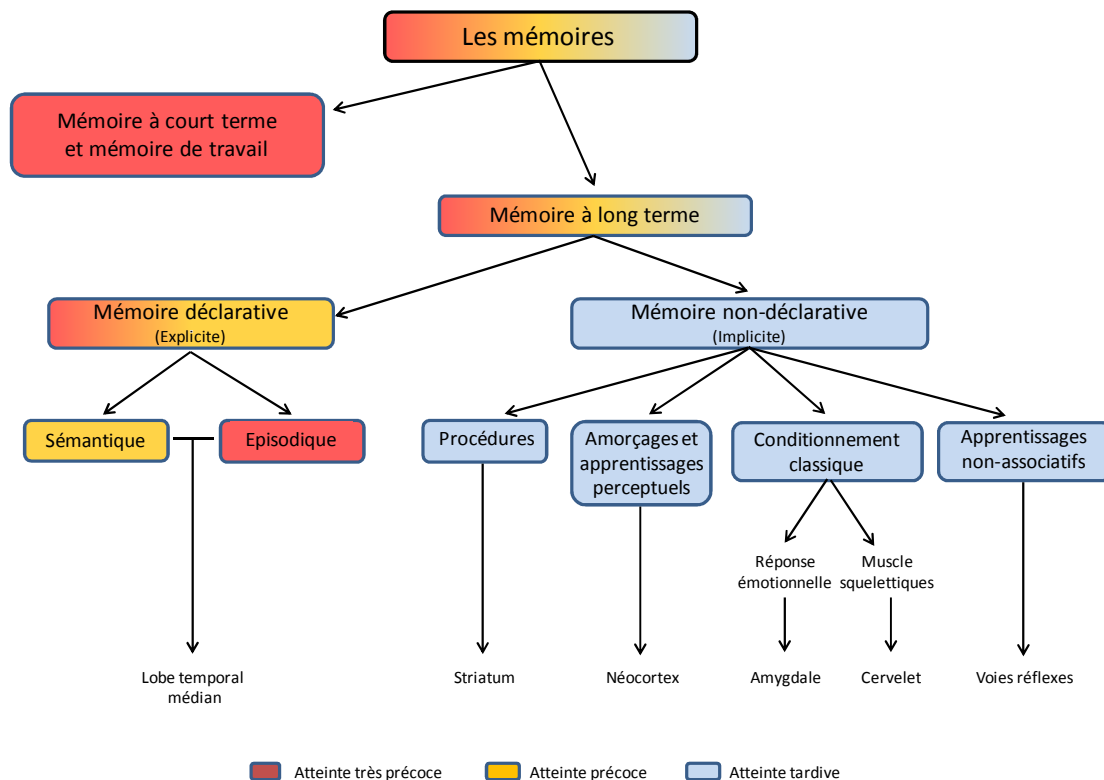 Les mémoires
Mémoire à court terme
et mémoire de travail
Mémoire à long terme
Mémoire déclarative
(Explicite)
Mémoire non-déclarative
(Implicite)
Sémantique
Episodique
Procédures
Amorçages et
apprentissages
perceptuels
Conditionnement
classique
Apprentissages
non-associatifs
Réponse
émotionnelle
Muscle
squelettiques
Lobe temporal
médian
Striatum
Néocortex
Amygdale
Cervelet
Voies réflexes
Atteinte très précoce
Atteinte précoce
Atteinte tardive